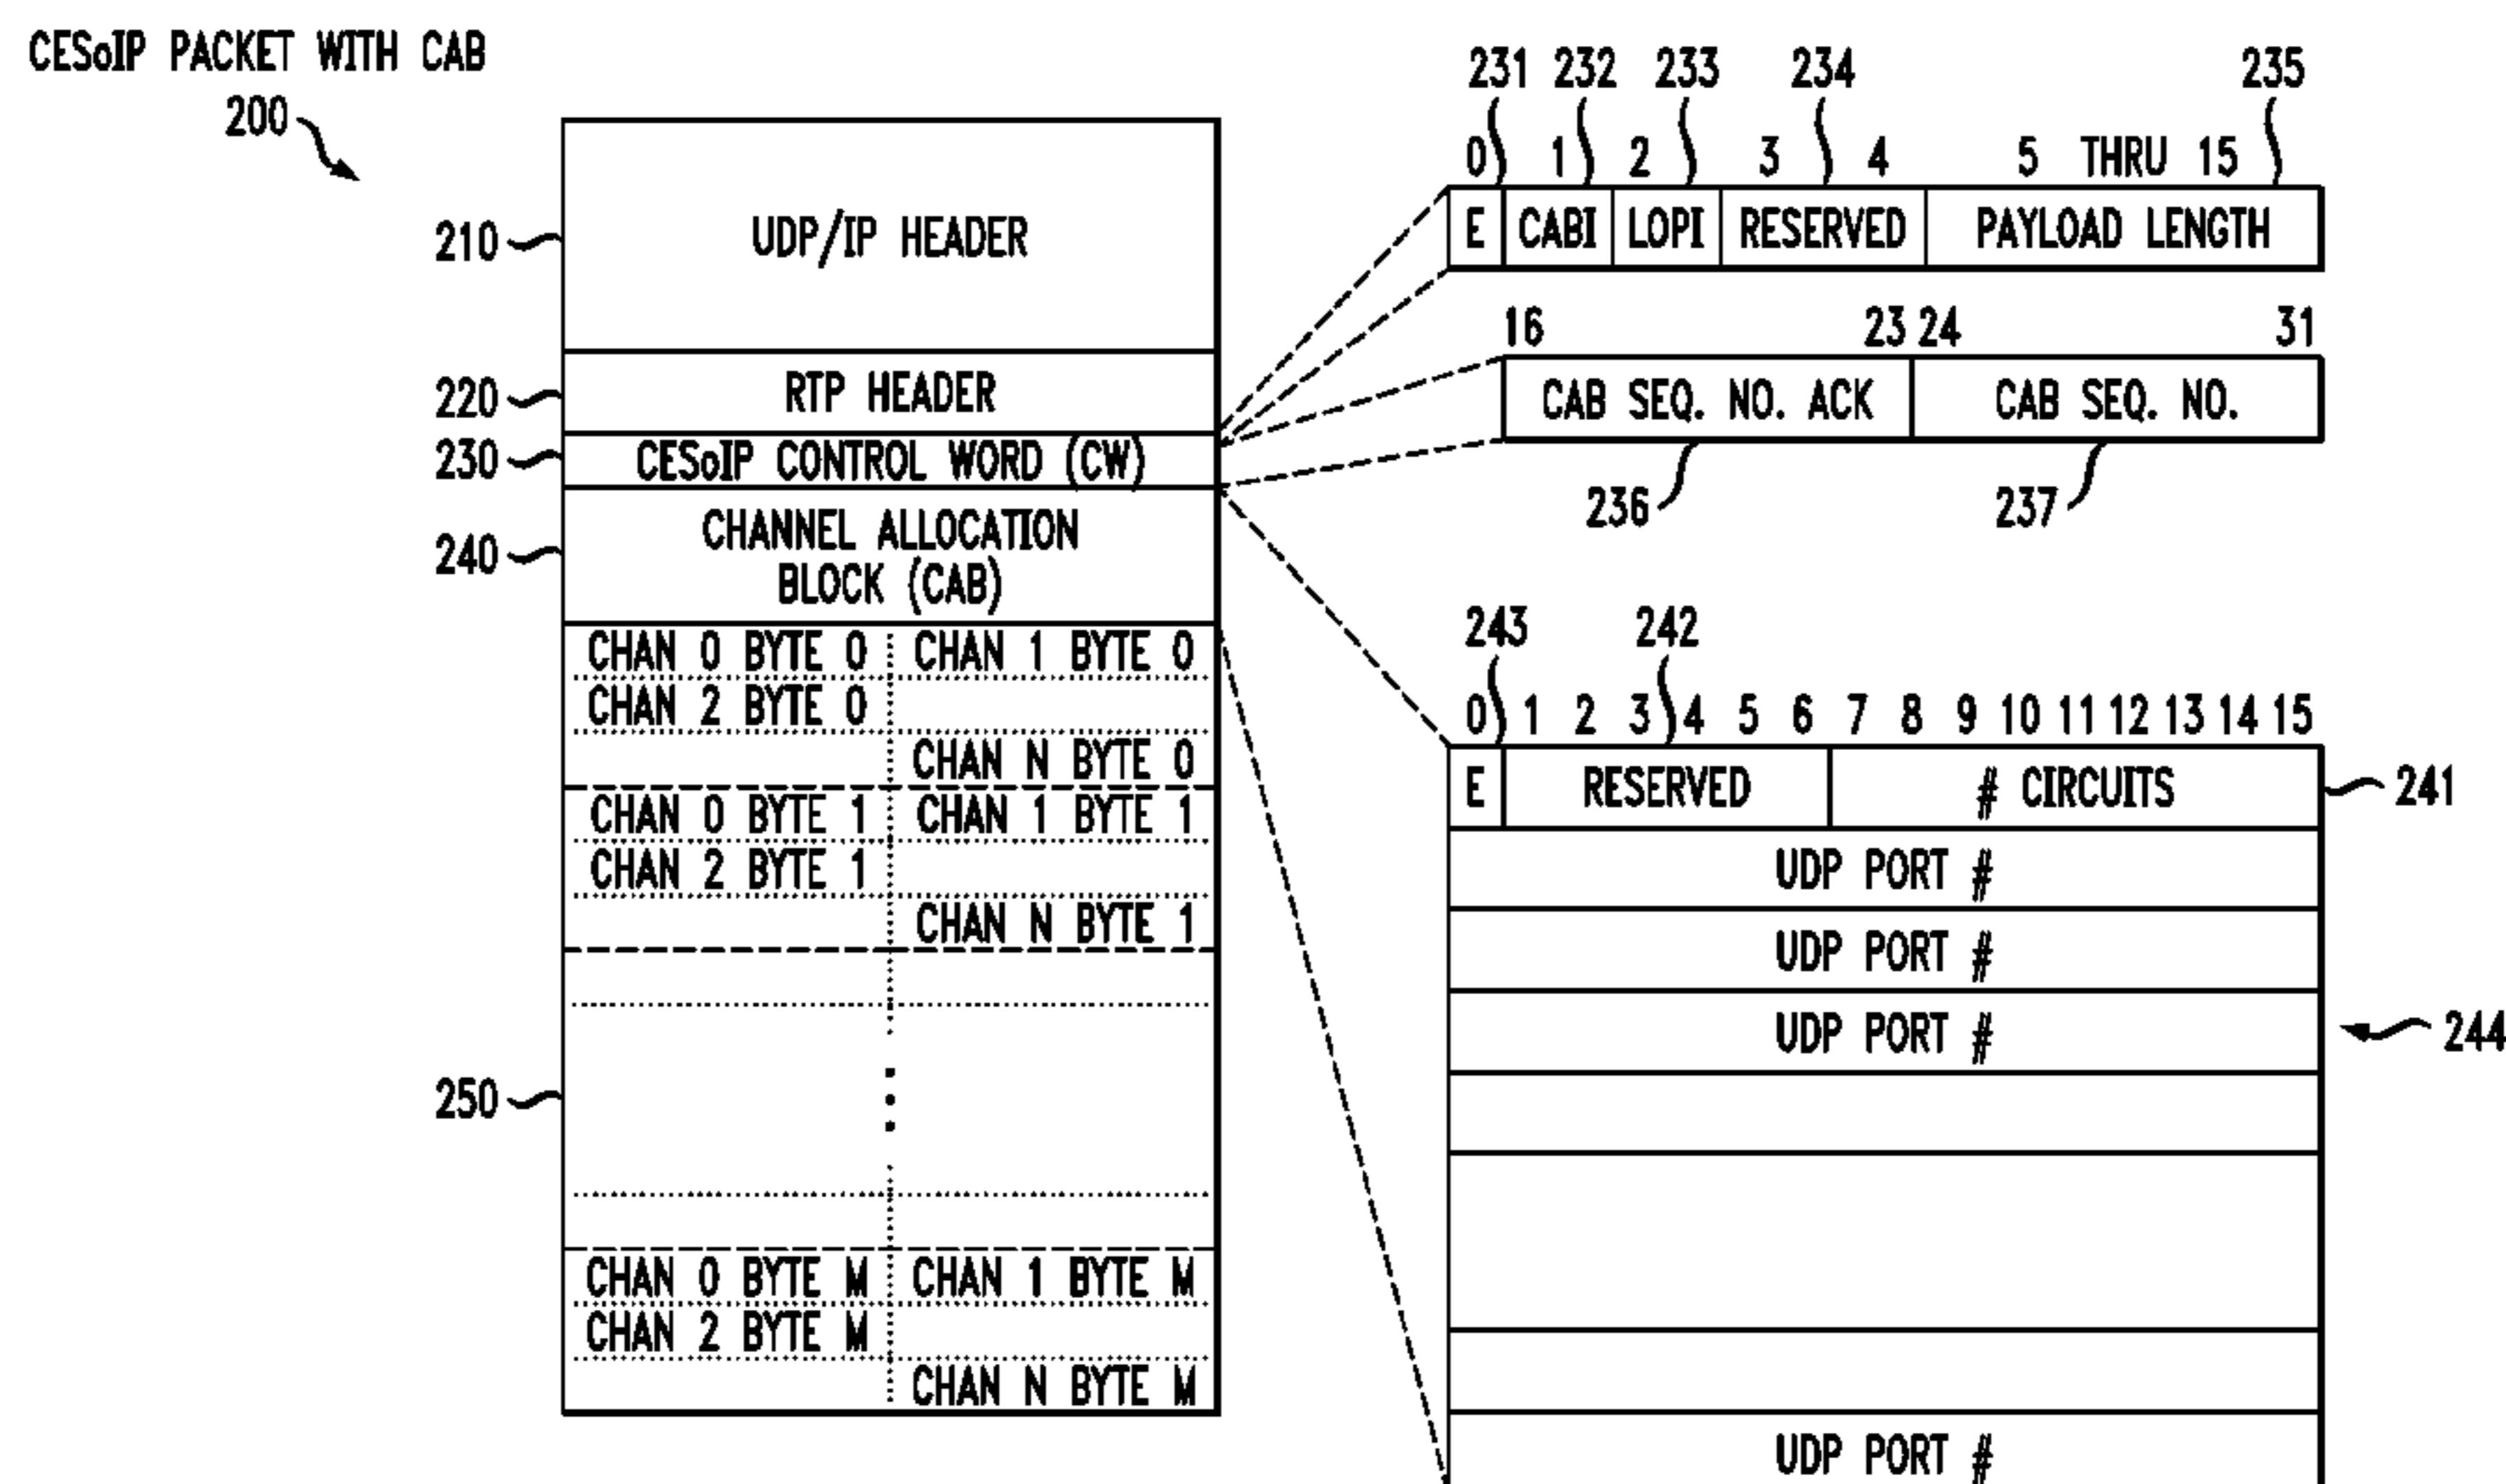 CESoIP PACKET WITH CAB
200
210
UDP/IP HEADER
220
RTP HEADER
230
CESoIP CONTROL WORD (CW)
240
CHANNEL ALLOCATION
BLOCK (CAB)
CHAN 0 BYTE 0 CHAN 1 BYTE 0
CHAN 2 BYTE 0
CHAN N BYTE 0
CHAN 0 BYTE 1 CHAN 1 BYTE 1
CHAN 2 BYTE 1
CHAN N BYTE 1
250
CHAN 0 BYTE M CHAN 1 BYTE M
CHAN 2 BYTE M
CHAN N BYTE M
231 232 233 234 235
0 1 2 3 4 5 THRU 15
E CABI LOPI RESERVED PAYLOAD LENGTH
16 23 24 31
CAB SEQ. NO. ACK CAB SEQ. NO.
236 237
243 242
0 1 2 3 4 5 6 7 8 9 10 11 12 13 14 15
E RESERVED # CIRCUITS 241
UDP PORT #
UDP PORT #
UDP PORT # 244
UDP PORT #